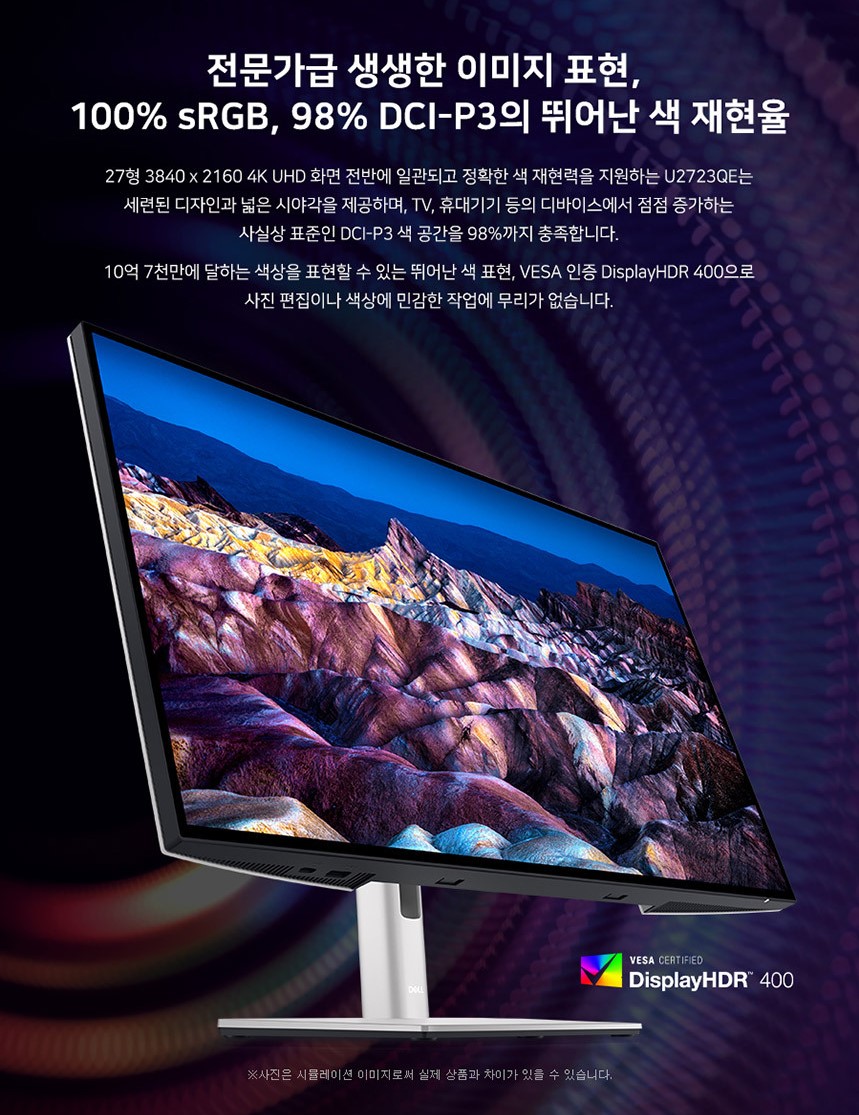 전문가급 생생한 이미지 표현,
100% sRGB, 98% DCI-P3의 뛰어난 색 재현율
27형 3840 x 2160 4K UHD 화면 전반에 일관되고 정확한 색 재현력을 지원하는 U2723QE는
세련된 디자인과 넓은 시야각을 제공하며, TV, 휴대기기 등의 디바이스에서 점점 증가하는
사실상 표준인 DCI-P3 색 공간을 98%까지 충족합니다.
10억 7천만에 달하는 색상을 표현할 수 있는 뛰어난 색 표현, VESA 인증 DisplayHDR 400으로
사진 편집이나 색상에 민감한 작업에 무리가 없습니다.
VESA CERTIFIED
DisplayHDR™ 400
DELL
※사진은 시뮬레이션 이미지로써 실제 상품과 차이가 있을 수 있습니다.